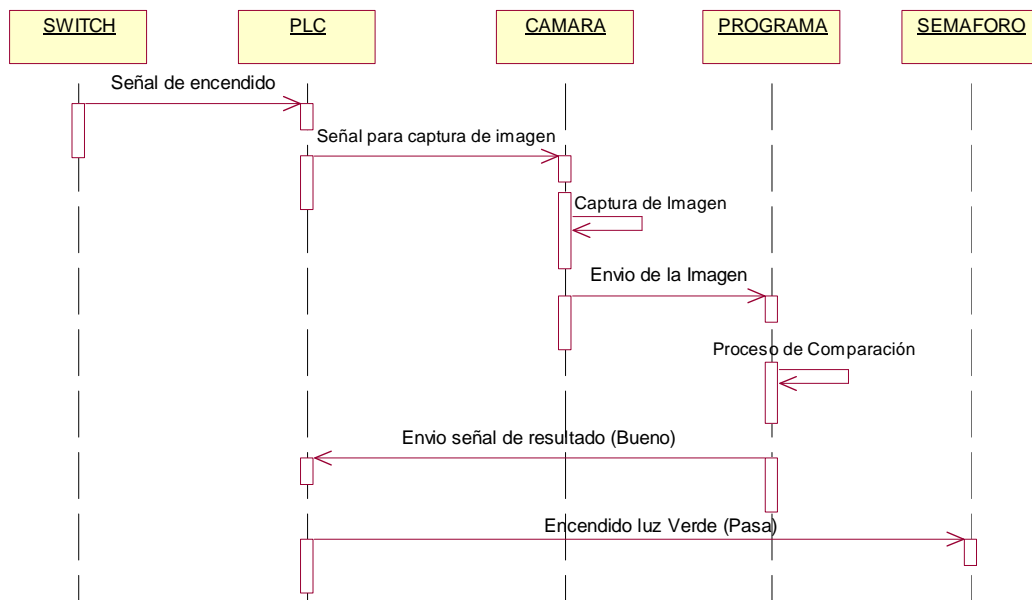 SWITCH
PLC
CAMARA
PROGRAMA
SEMAFORO
Señal de encendido
Señal para captura de imagen
Captura de Imagen
Envio de la Imagen
Proceso de Comparación
Envio señal de resultado (Bueno)
Encendido luz Verde (Pasa)